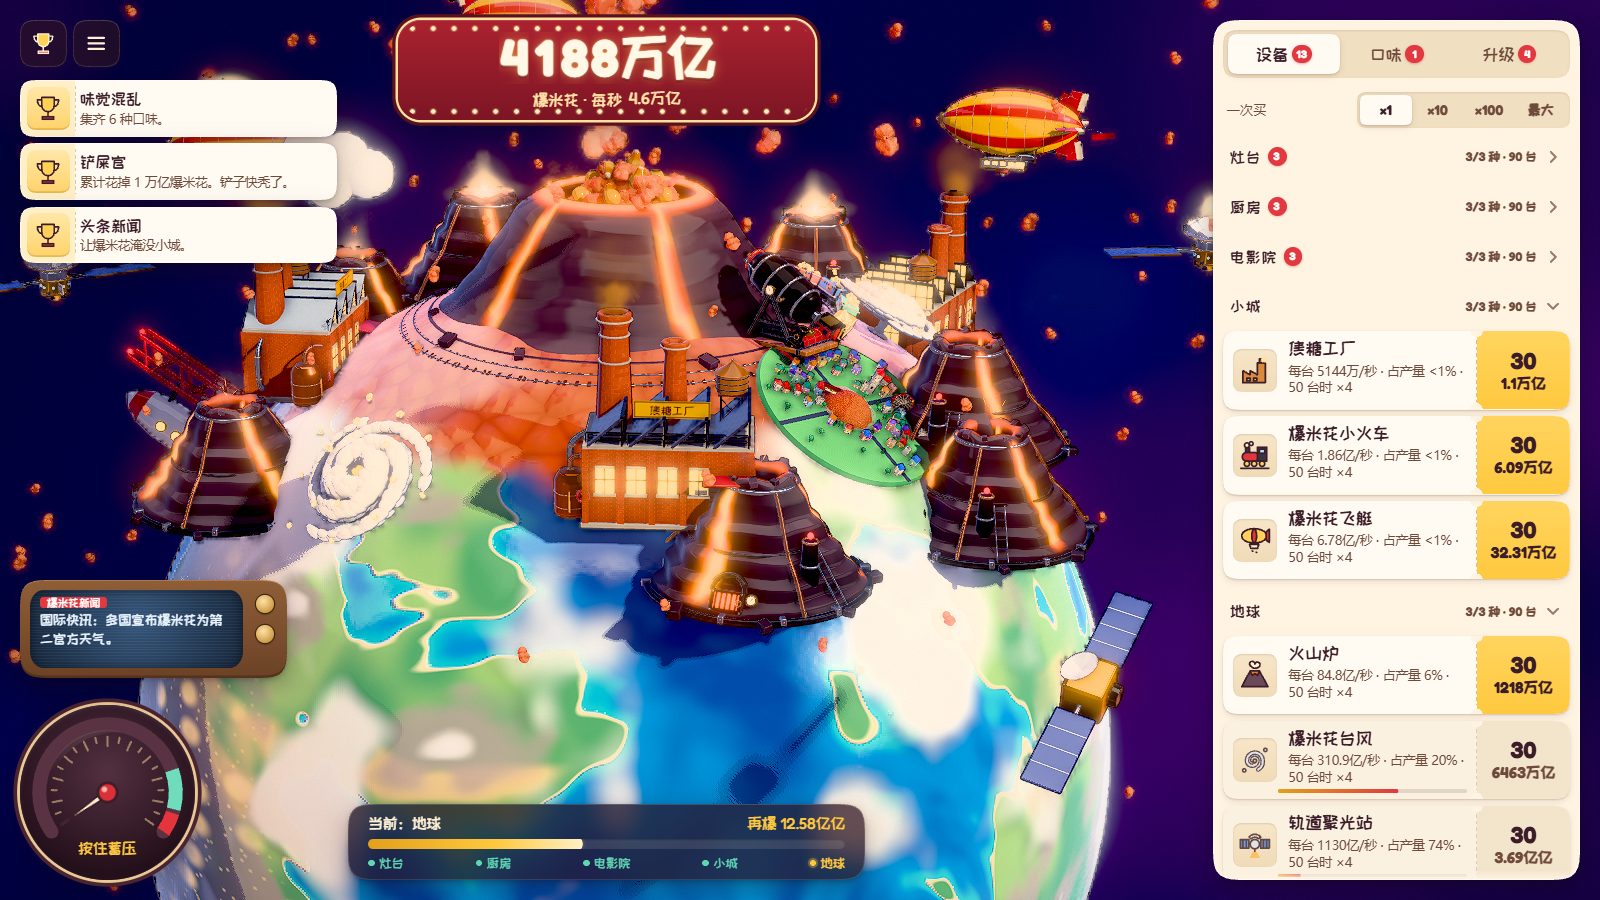 4188万亿
爆米花 · 每秒 4.6万亿
味觉混乱
集齐 6 种口味。
铲屎官
累计花掉 1 万亿爆米花。铲子快秃了。
头条新闻
让爆米花淹没小城。
焦糖工厂
爆米花新闻
国际快讯：多国宣布爆米花为第
二官方天气。
按住蓄压
当前：地球
再爆 12.58亿亿
灶台
厨房
电影院
小城
地球
设备 13
口味 1
升级 4
一次买
x1
x10
x100
最大
灶台 3
3/3 种 · 90 台
厨房 3
3/3 种 · 90 台
电影院 3
3/3 种 · 90 台
小城
3/3 种 · 90 台
焦糖工厂
每台 5144万/秒 · 占产量 <1% ·
50 台时 ×4
30
1.1万亿
爆米花小火车
每台 1.86亿/秒 · 占产量 <1% ·
50 台时 ×4
30
6.09万亿
爆米花飞艇
每台 6.78亿/秒 · 占产量 <1% ·
50 台时 ×4
30
32.31万亿
地球
3/3 种 · 90 台
火山炉
每台 84.8亿/秒 · 占产量 6% ·
50 台时 ×4
30
1218万亿
爆米花台风
每台 310.9亿/秒 · 占产量 20% ·
50 台时 ×4
30
6463万亿
轨道聚光站
每台 1130亿/秒 · 占产量 74% ·
50 台时 ×4
30
3.69亿亿